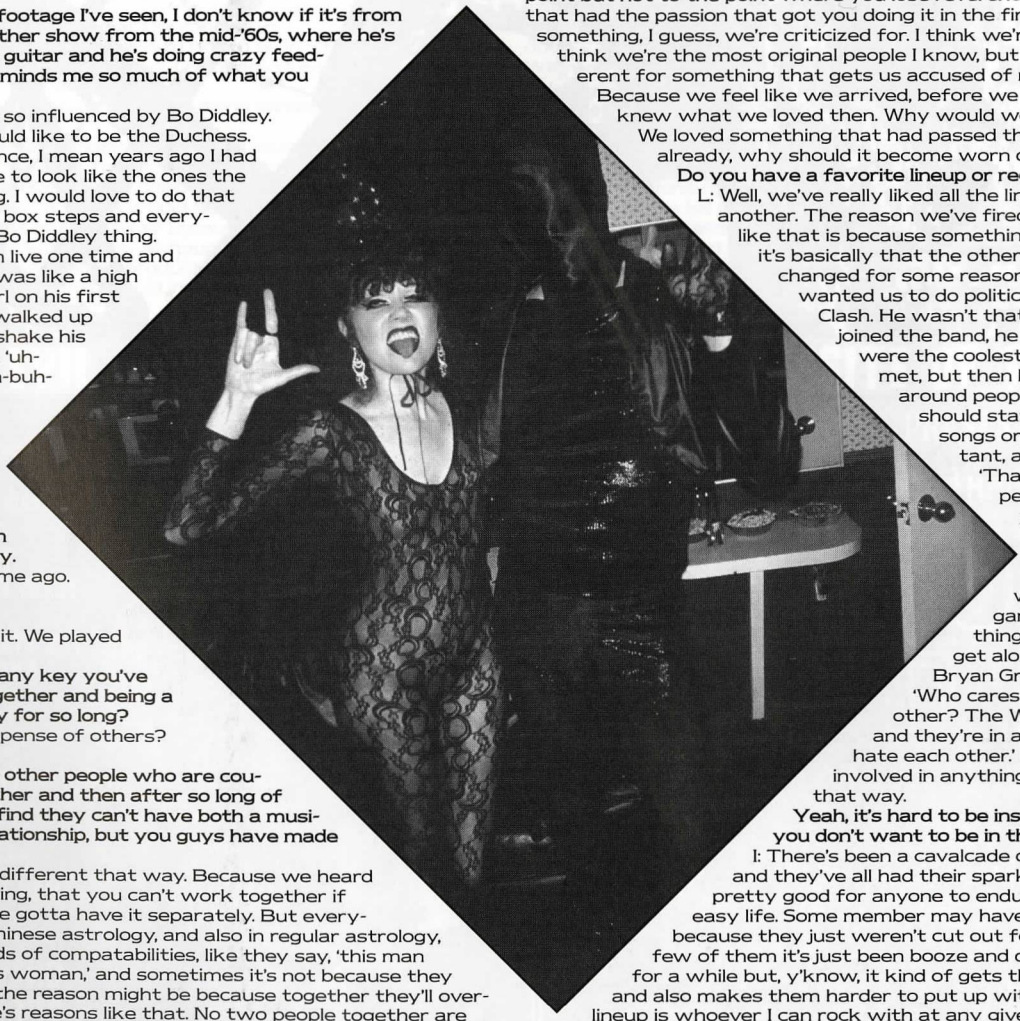 footage I've seen, I don't know if it's from
ther show from the mid-'60s, where he's
guitar and he's doing crazy feed-
minds me so much of what you
so influenced by Bo Diddley.
uld like to be the Duchess.
nce, I mean years ago I had
e to look like the ones the
g. I would love to do that
box steps and every-
Bo Diddley thing.
n live one time and
was like a high
rl on his first
walked up
shake his
'uh-
n-buh-
n
y.
me ago.
it. We played
any key you've
gether and being a
y for so long?
pense of others?
other people who are cou-
her and then after so long of
find they can't have both a musi-
ationship, but you guys have made
different that way. Because we heard
ing, that you can't work together if
e gotta have it separately. But every-
hinese astrology, and also in regular astrology,
ds of compatabilities, like they say, 'this man
s woman,' and sometimes it's not because they
the reason might be because together they'll over-
e's reasons like that. No two people together are
point but not to the point where you lose
that had the passion that got you doing it in the fir
something, I guess, we're criticized for. I think we'r
think we're the most original people I know, but
erent for something that gets us accused of
Because we feel like we arrived, before we
knew what we loved then. Why would we
We loved something that had passed th
already, why should it become worn o
Do you have a favorite lineup or rec
L: Well, we've really liked all the lin
another. The reason we've fired
like that is because somethin
it's basically that the other
changed for some reason
wanted us to do politic
Clash. He wasn't that
joined the band, he
were the coolest
met, but then h
around peop
should sta
songs on
tant, a
'Tha
pe
v
gar
thing
get alo
Bryan Gr
'Who cares
other? The W
and they're in a
hate each other.'
involved in anything
that way.
Yeah, it's hard to be ins
you don't want to be in th
I: There's been a cavalcade o
and they've all had their spark
pretty good for anyone to endu
easy life. Some member may have
because they just weren't cut out fo
few of them it's just been booze and d
for a while but, y'know, it kind of gets th
and also makes them harder to put up wit
lineup is whoever I can rock with at any give